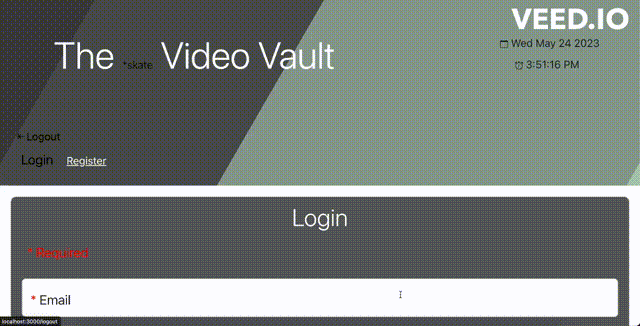 VEED.IO
The *skate Video Vault
Wed May 24 2023
3:51:16 PM
← Logout
Login Register
Login
* Required
* Email
localhost:3000/logout